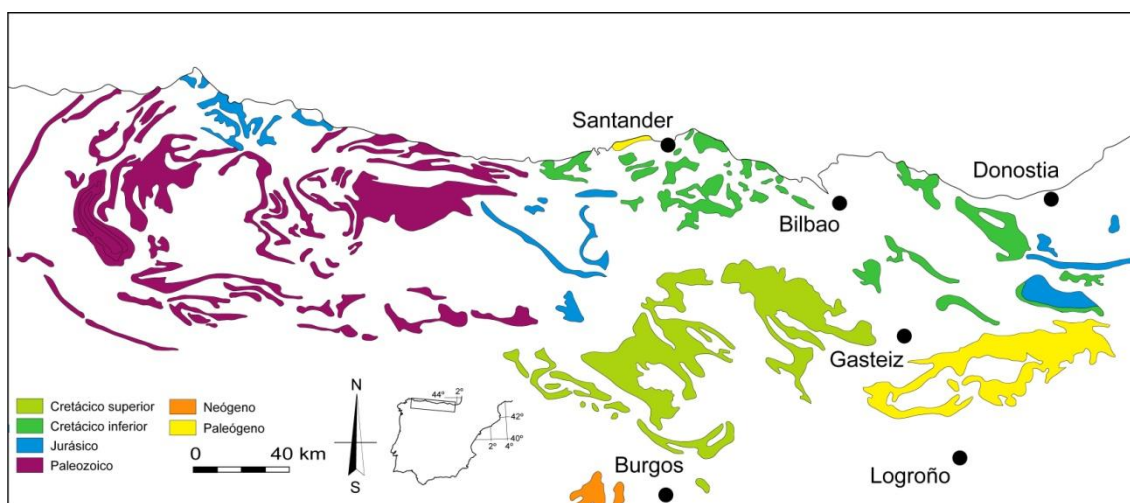 Santander
Donostia
Bilbao
Gasteiz
Burgos
Logroño
Cretácico superior
Cretácico inferior
Jurásico
Paleozoico
Neógeno
Paleógeno
0
40 km
N
S
44°
2°
42°
40°
2°
4°